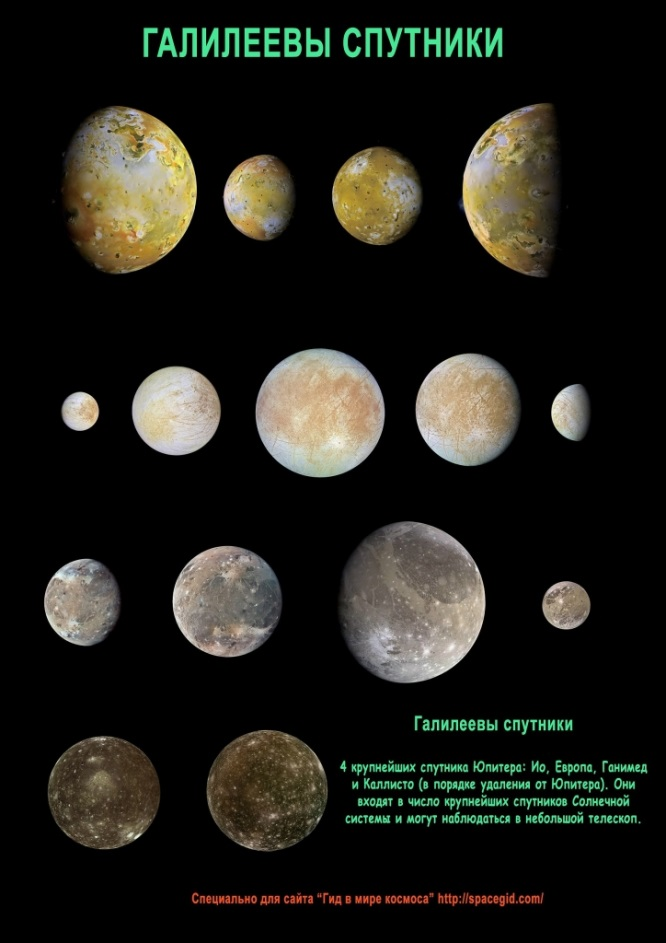 ГАЛИЛЕЕВЫ СПУТНИКИ
Галилеевы спутники
4 крупнейших спутника Юпитера: Ио, Европа, Ганимед
и Каллисто (в порядке удаления от Юпитера). Они
входят в число крупнейших спутников Солнечной
системы и могут наблюдаться в небольшой телескоп.
Специально для сайта “Гид в мире космоса” http://spacegid.com/